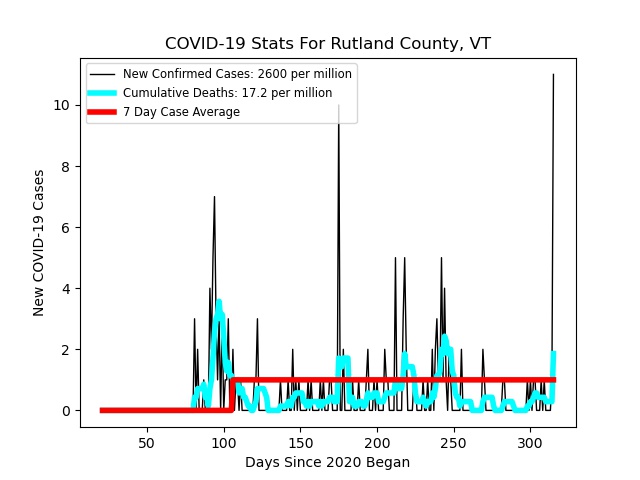 COVID-19 Stats For Rutland County, VT
New Confirmed Cases: 2600 per million
Cumulative Deaths: 17.2 per million
7 Day Case Average
New COVID-19 Cases
10
8
6
4
2
0
50 100 150 200 250 300
Days Since 2020 Began